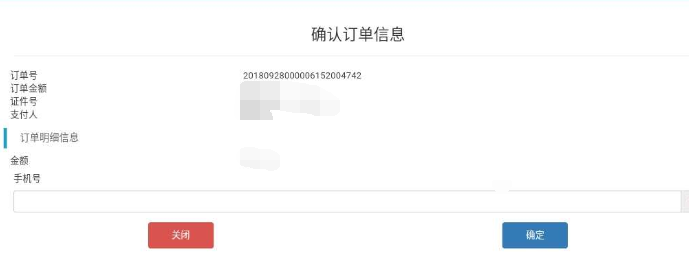 确认订单信息
订单号 20180928000006152004742
订单金额
证件号
支付人
订单明细信息
金额
手机号
关闭 确定